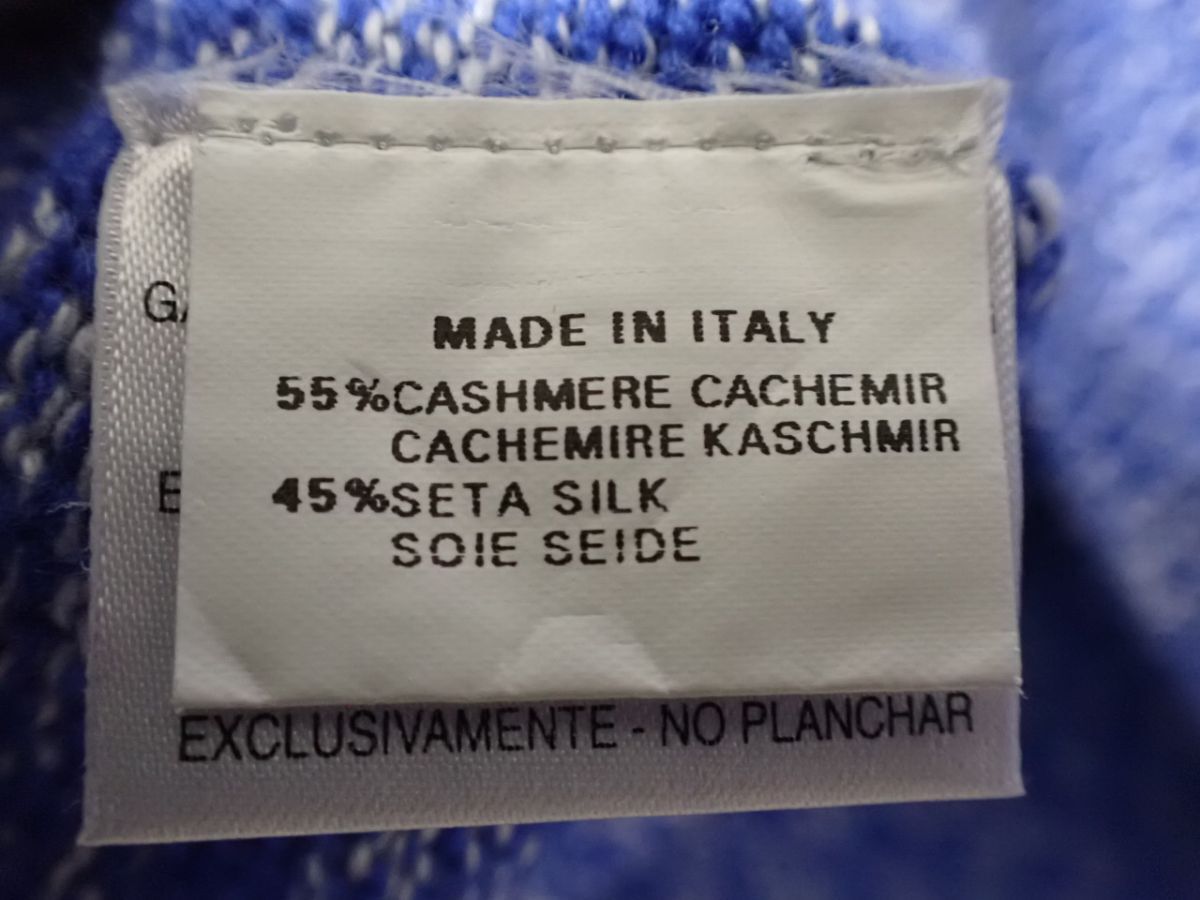 MADE IN ITALY
55%CASHMERE CACHEMIR
CACHEMIRE KASCHMIR
45%SETA SILK
SOIE SEIDE
EXCLUSIVAMENTE - NO PLANCHAR